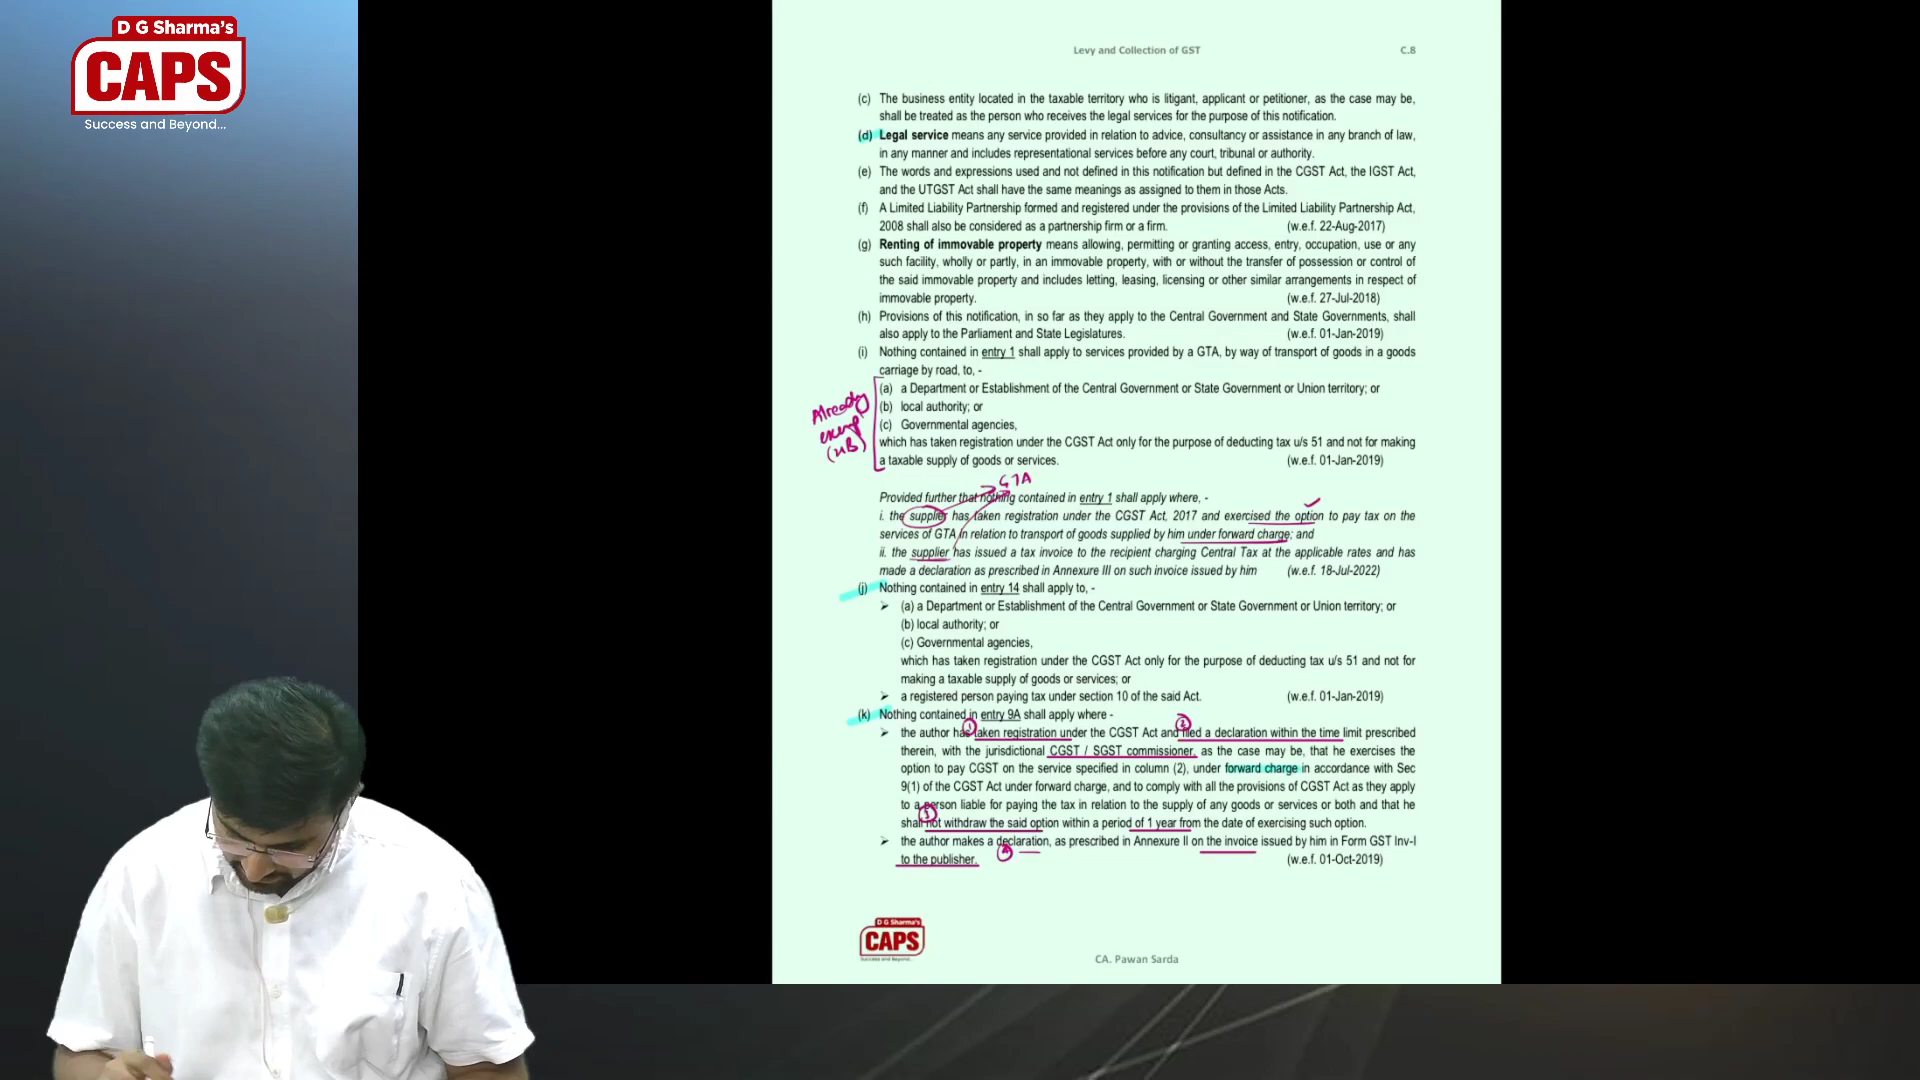 D G Sharma's
CAPS
Success and Beyond...
Levy and Collection of GST C.8
(c) The business entity located in the taxable territory who is litigant, applicant or petitioner, as the case may be,
shall be treated as the person who receives the legal services for the purpose of this notification.
(d) Legal service means any service provided in relation to advice, consultancy or assistance in any branch of law,
in any manner and includes representational services before any court, tribunal or authority.
(e) The words and expressions used and not defined in this notification but defined in the CGST Act, the IGST Act,
and the UTGST Act shall have the same meanings as assigned to them in those Acts.
(f) A Limited Liability Partnership formed and registered under the provisions of the Limited Liability Partnership Act,
2008 shall also be considered as a partnership firm or a firm. (w.e.f. 22-Aug-2017)
(g) Renting of immovable property means allowing, permitting or granting access, entry, occupation, use or any
such facility, wholly or partly, in an immovable property, with or without the transfer of possession or control of
the said immovable property and includes letting, leasing, licensing or other similar arrangements in respect of
immovable property. (w.e.f. 27-Jul-2018)
(h) Provisions of this notification, in so far as they apply to the Central Government and State Governments, shall
also apply to the Parliament and State Legislatures. (w.e.f. 01-Jan-2019)
(i) Nothing contained in entry 1 shall apply to services provided by a GTA, by way of transport of goods in a goods
carriage by road, to, -
(a) a Department or Establishment of the Central Government or State Government or Union territory; or
Already
(b) local authority; or
exemp
(c) Governmental agencies,
(21B)
which has taken registration under the CGST Act only for the purpose of deducting tax u/s 51 and not for making
a taxable supply of goods or services. (w.e.f. 01-Jan-2019)
GTA
Provided further that nothing contained in entry 1 shall apply where, -
i. the supplier has taken registration under the CGST Act, 2017 and exercised the option to pay tax on the
services of GTA in relation to transport of goods supplied by him under forward charge; and
ii. the supplier has issued a tax invoice to the recipient charging Central Tax at the applicable rates and has
made a declaration as prescribed in Annexure III on such invoice issued by him (w.e.f. 18-Jul-2022)
(j) Nothing contained in entry 14 shall apply to, -
➢ (a) a Department or Establishment of the Central Government or State Government or Union territory; or
(b) local authority; or
(c) Governmental agencies,
which has taken registration under the CGST Act only for the purpose of deducting tax u/s 51 and not for
making a taxable supply of goods or services; or
➢ a registered person paying tax under section 10 of the said Act. (w.e.f. 01-Jan-2019)
(k) Nothing contained in entry 9A shall apply where -
① ②
➢ the author has taken registration under the CGST Act and filed a declaration within the time limit prescribed
therein, with the jurisdictional CGST / SGST commissioner, as the case may be, that he exercises the
option to pay CGST on the service specified in column (2), under forward charge in accordance with Sec
9(1) of the CGST Act under forward charge, and to comply with all the provisions of CGST Act as they apply
to a person liable for paying the tax in relation to the supply of any goods or services or both and that he
③
shall not withdraw the said option within a period of 1 year from the date of exercising such option.
➢ the author makes a declaration, as prescribed in Annexure II on the invoice issued by him in Form GST Inv-I
④
to the publisher. (w.e.f. 01-Oct-2019)
D G Sharma's
CAPS
Success and Beyond...
CA. Pawan Sarda